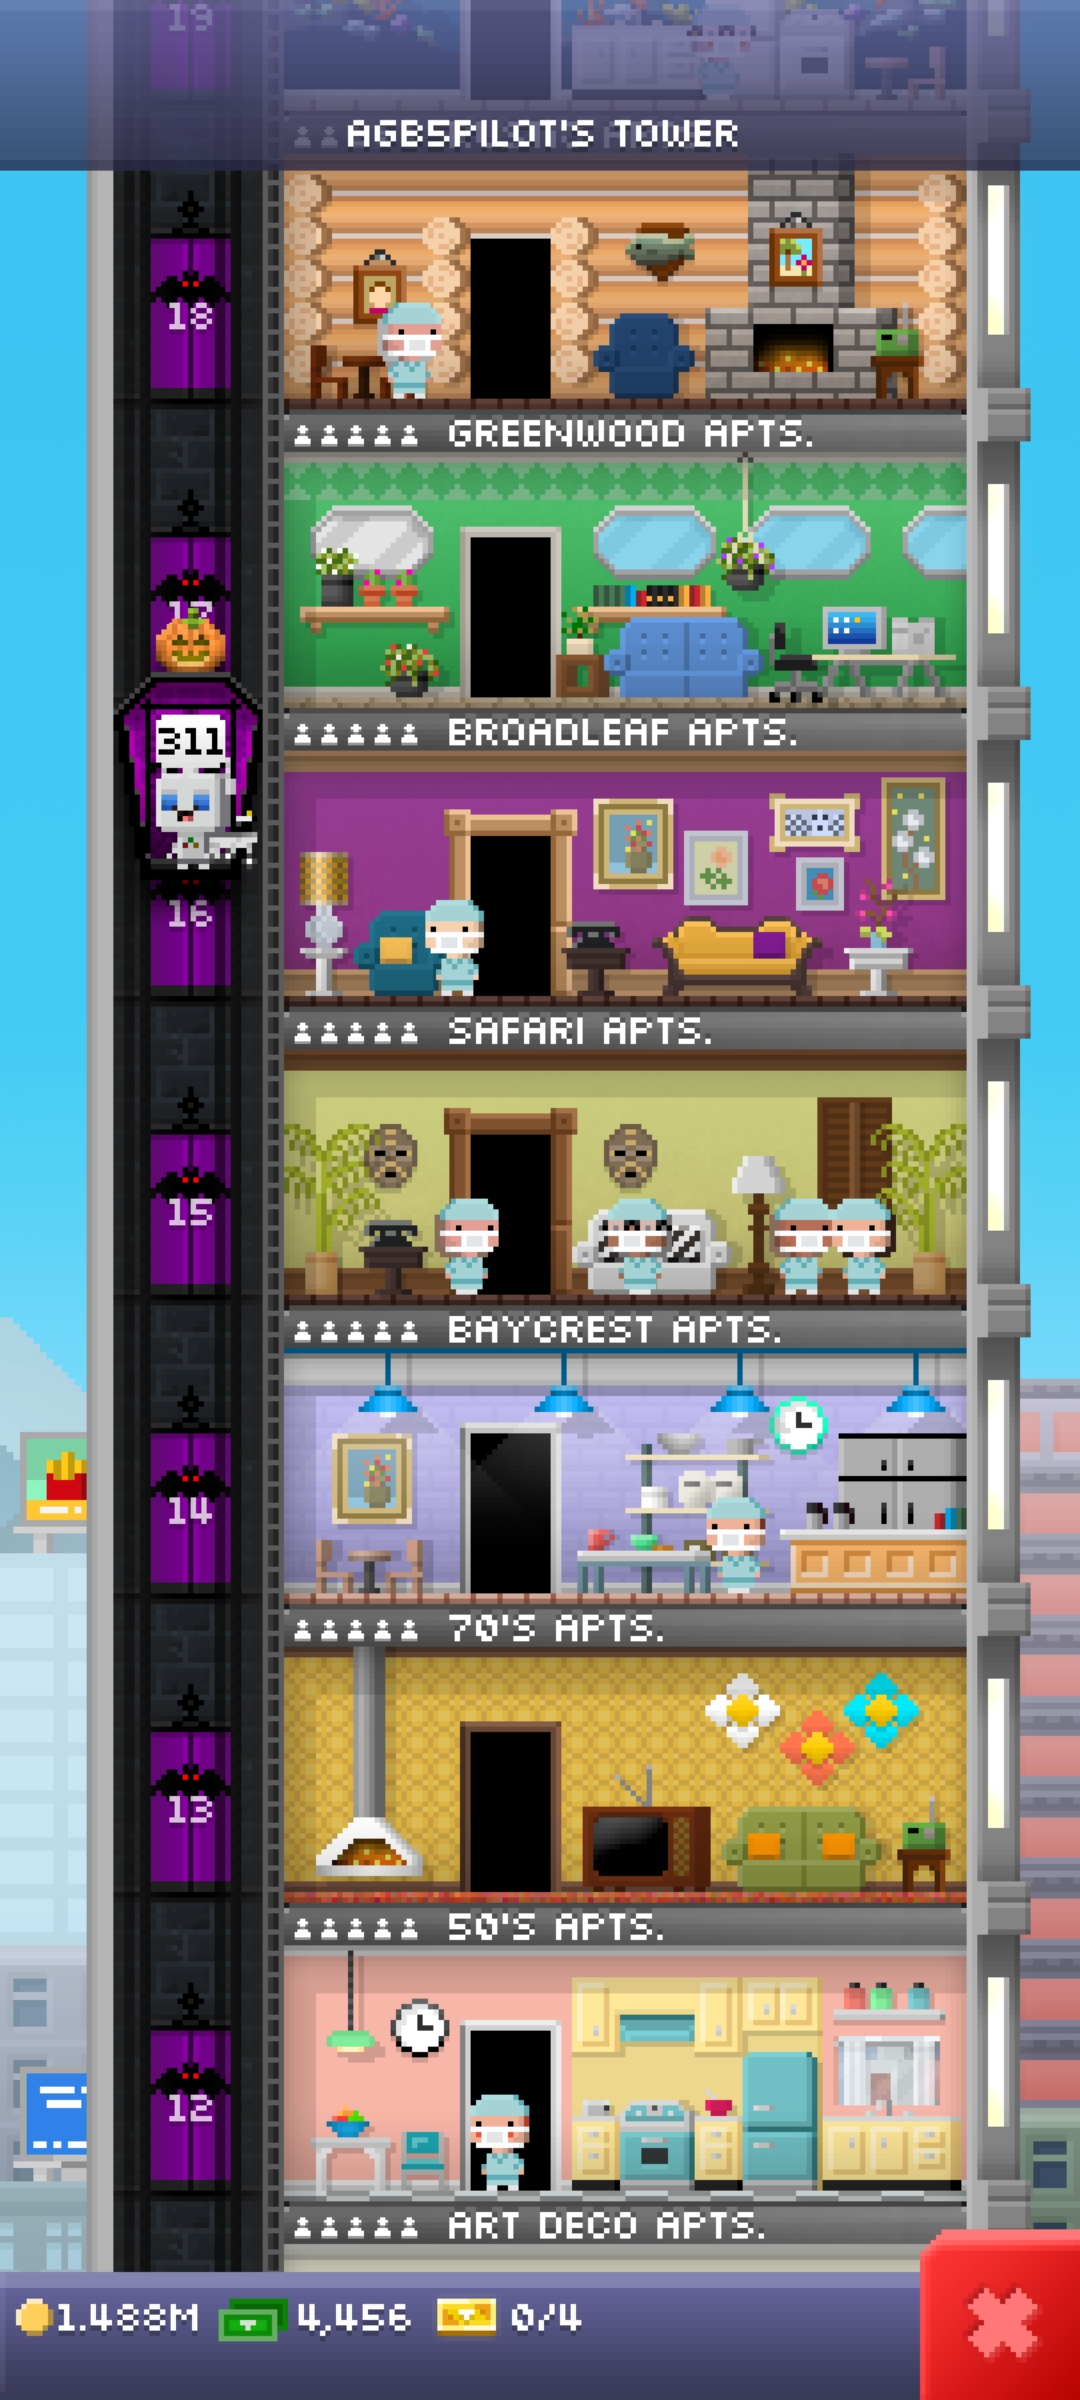 19
AGB5PILOT'S TOWER
18
GREENWOOD APTS.
17
BROADLEAF APTS.
311
16
SAFARI APTS.
15
BAYCREST APTS.
14
70'S APTS.
13
50'S APTS.
12
ART DECO APTS.
1.488M 4,456 0/4